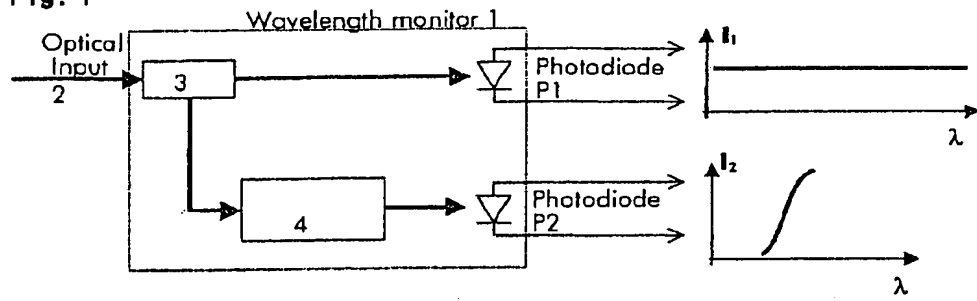 Fig. 1
Wavelength monitor 1
Optical
Input
2
3
Photodiode
P1
I₁
λ
4
Photodiode
P2
I₂
λ